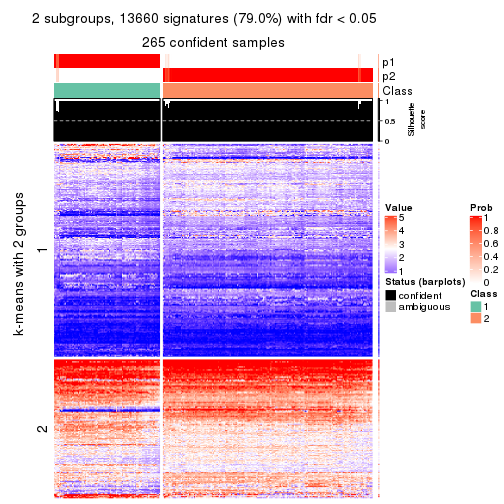 2 subgroups, 13660 signatures (79.0%) with fdr < 0.05
265 confident samples
p1
p2
Class
1
0.5
0
Silhouette
score
k-means with 2 groups
1
2
Value
5
4
3
2
1
Status (barplots)
confident
ambiguous
Prob
1
0.8
0.6
0.4
0.2
0
Class
1
2